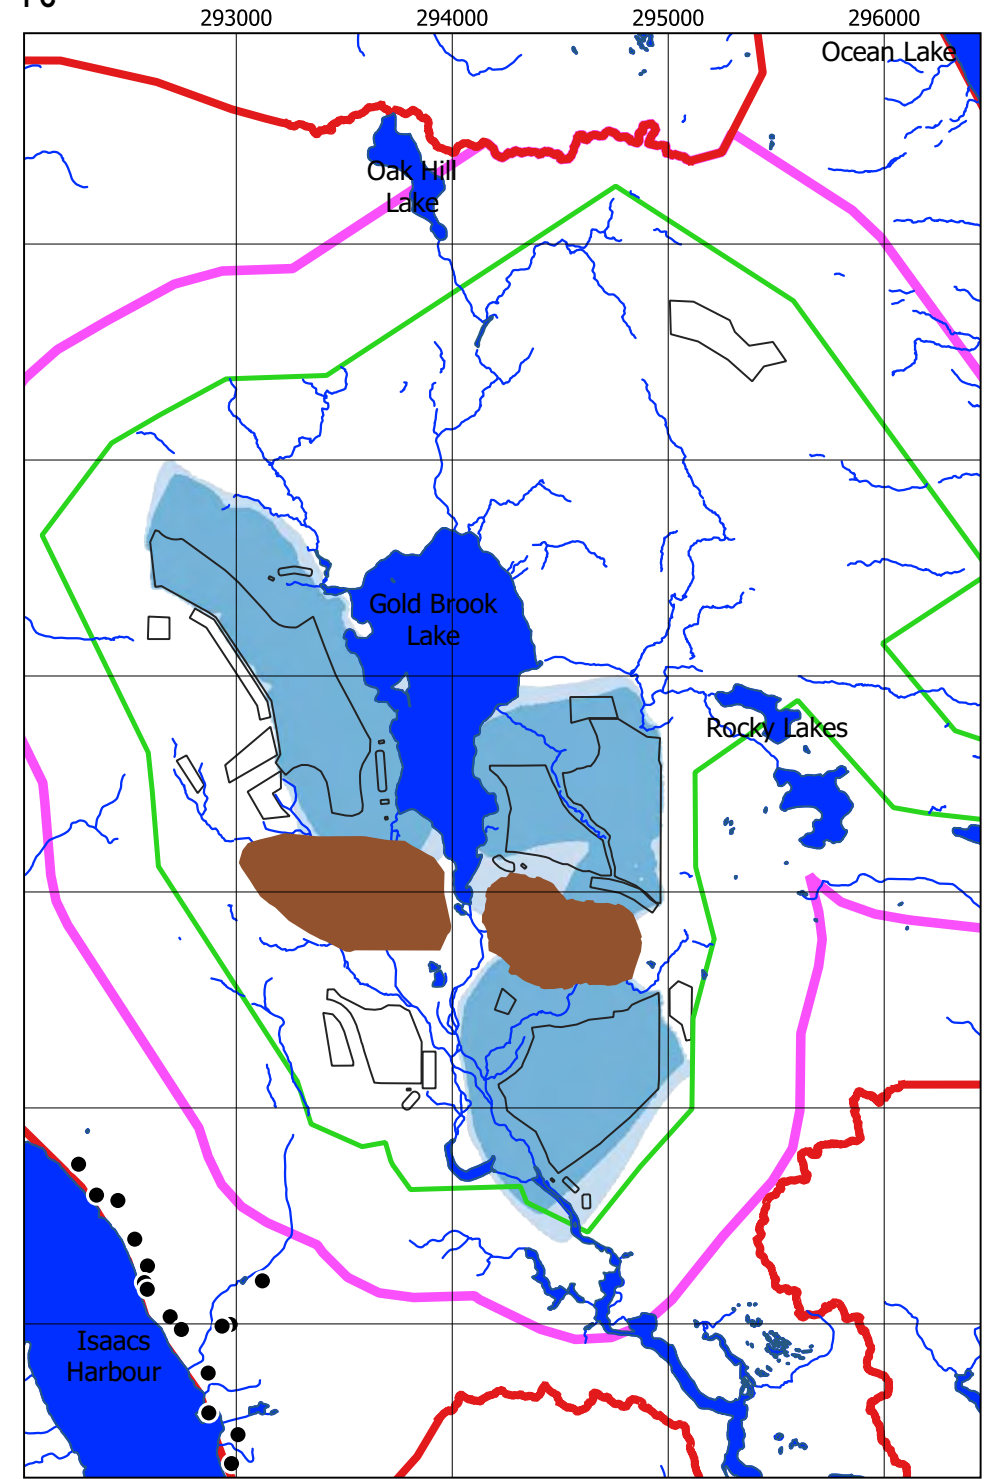 293000 294000 295000 296000
Ocean Lake
Oak Hill
Lake
Gold Brook
Lake
Rocky Lakes
Isaacs
Harbour